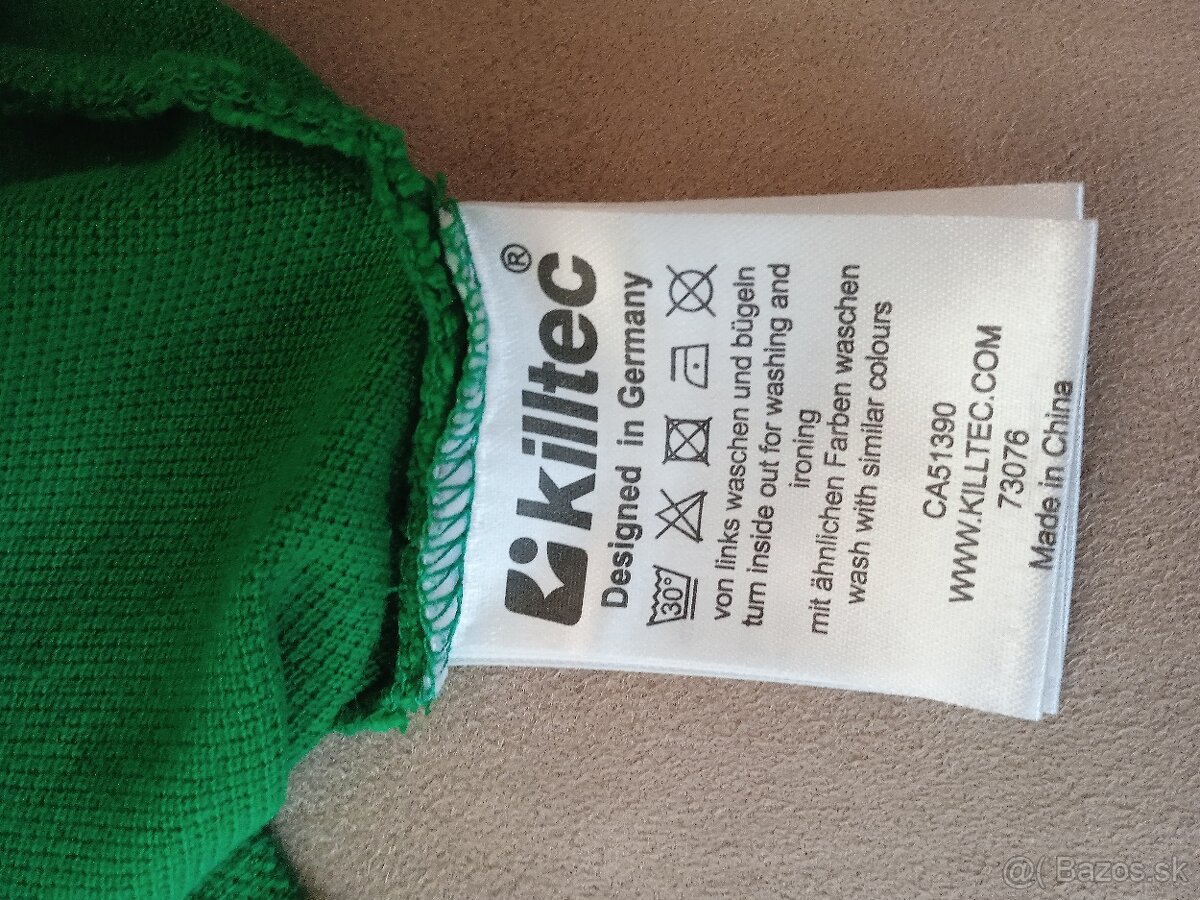 killtec®
Designed in Germany
30°
von links waschen und bügeln
turn inside out for washing and
ironing
mit ähnlichen Farben waschen
wash with similar colours
CA51390
WWW.KILLTEC.COM
73076
Made in China
@( Bazos.sk